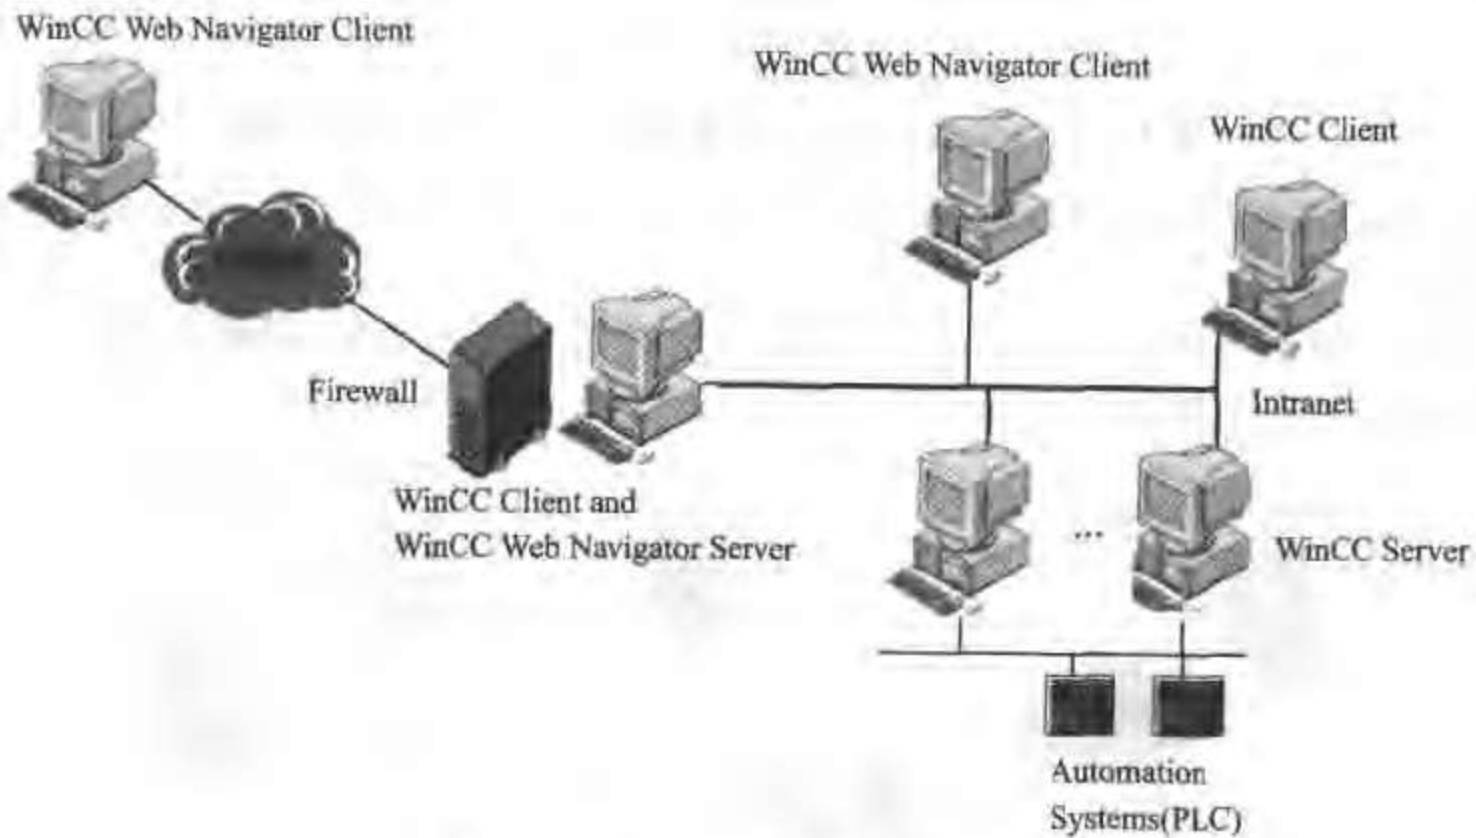 WinCC Web Navigator Client
WinCC Web Navigator Client
WinCC Client
Firewall
Intranet
WinCC Client and
WinCC Web Navigator Server
...
WinCC Server
Automation
Systems(PLC)